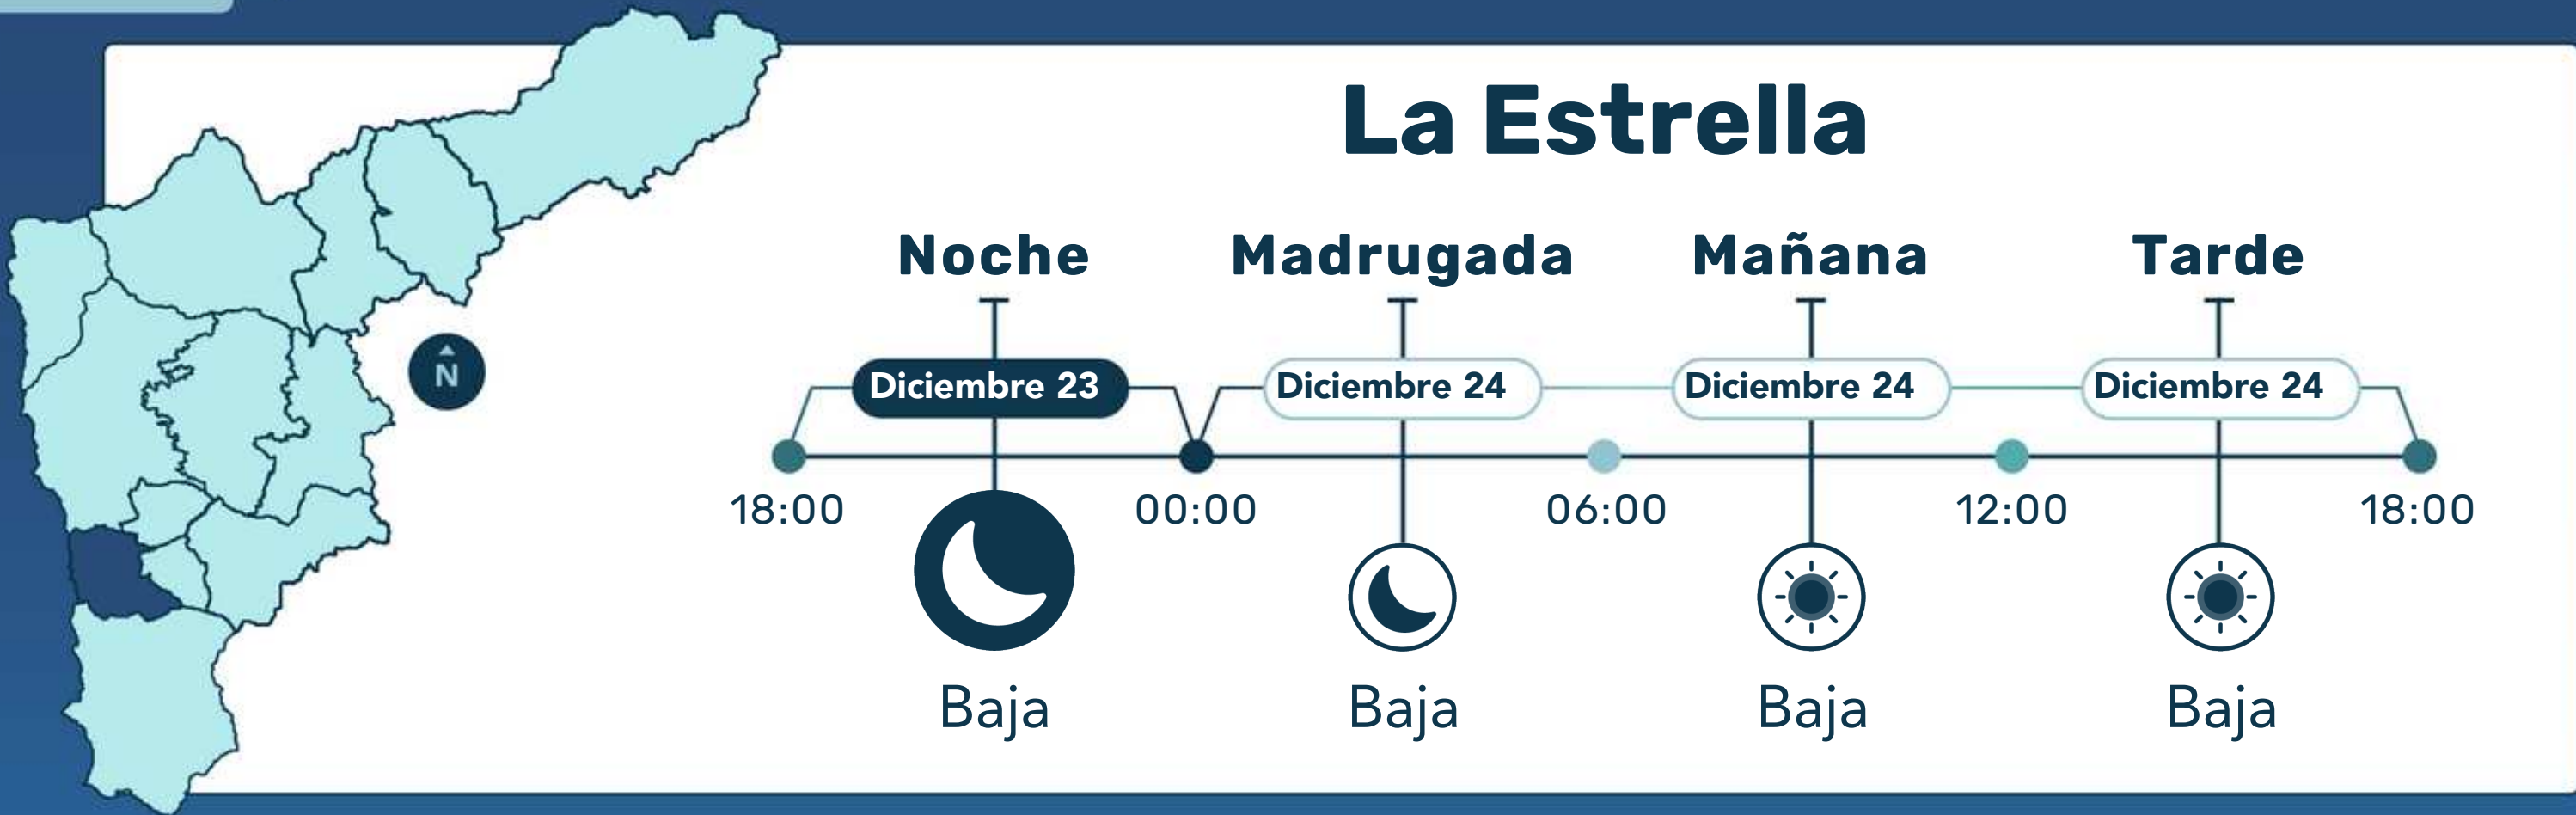 La Estrella
Noche Madrugada Mañana Tarde
N
Diciembre 23 Diciembre 24 Diciembre 24 Diciembre 24
18:00 00:00 06:00 12:00 18:00
Baja Baja Baja Baja